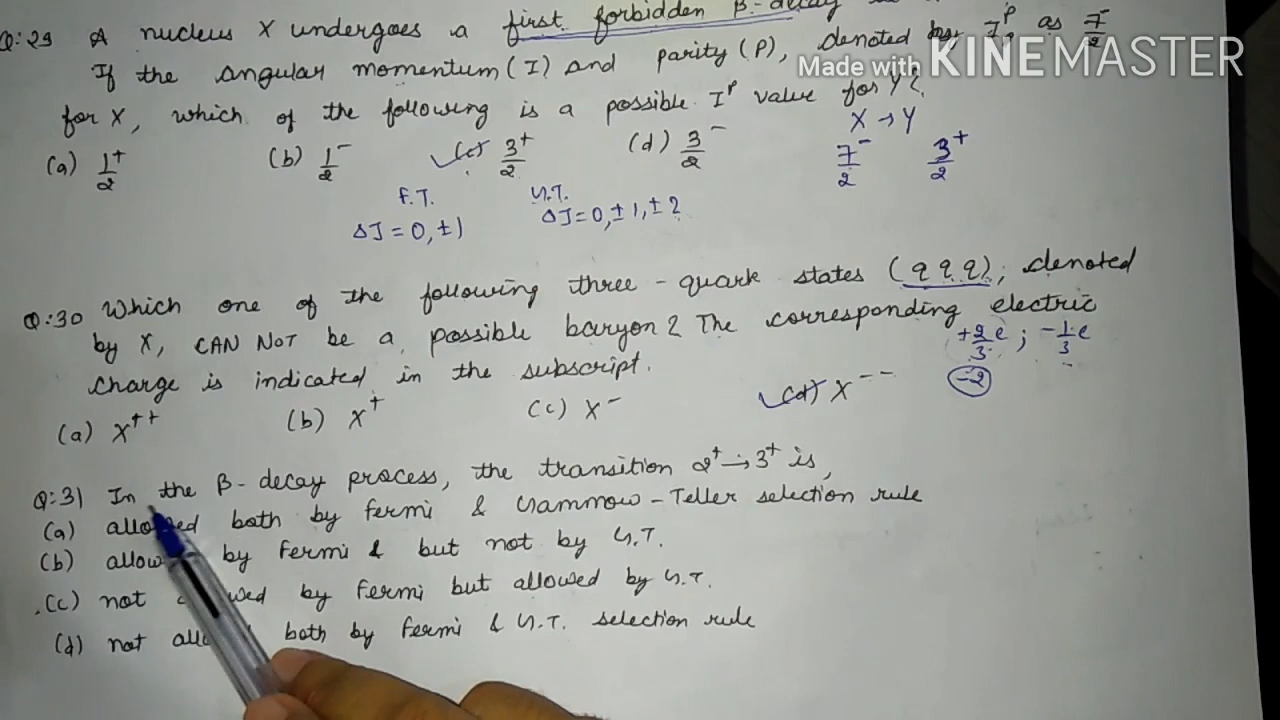 Q:29 A nucleus X undergoes a first forbidden β-decay
If the angular momentum (I) and parity (P), denoted by I^P as 7/2⁻
Made with KINEMASTER
for X, which of the following is a possible I^P value for Y?
X → Y
(a) 1/2⁺ (b) 1/2⁻ (c) 3/2⁺ (d) 3/2⁻ 7/2⁻ 3/2⁺
F.T. G.T.
ΔJ = 0, ±1 ΔJ = 0, ±1, ±2
Q:30 Which one of the following three-quark states (q q q), denoted
by X, CAN NOT be a possible baryon? The corresponding electric
charge is indicated in the subscript. +2/3 e ; -1/3 e
(a) X⁺⁺ (b) X⁺ (c) X⁻ (d) X⁻⁻ -2
Q:31 In the β-decay process, the transition 2⁺ → 3⁺ is,
(a) allowed both by Fermi & Gammow-Teller selection rule
(b) allow by Fermi & but not by G.T.
(c) not by Fermi but allowed by G.T.
(d) not both by Fermi & G.T. selection rule